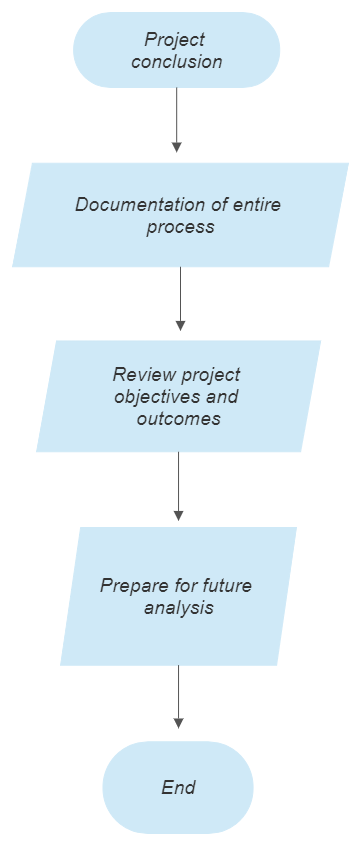 Project
conclusion
Documentation of entire
process
Review project
objectives and
outcomes
Prepare for future
analysis
End